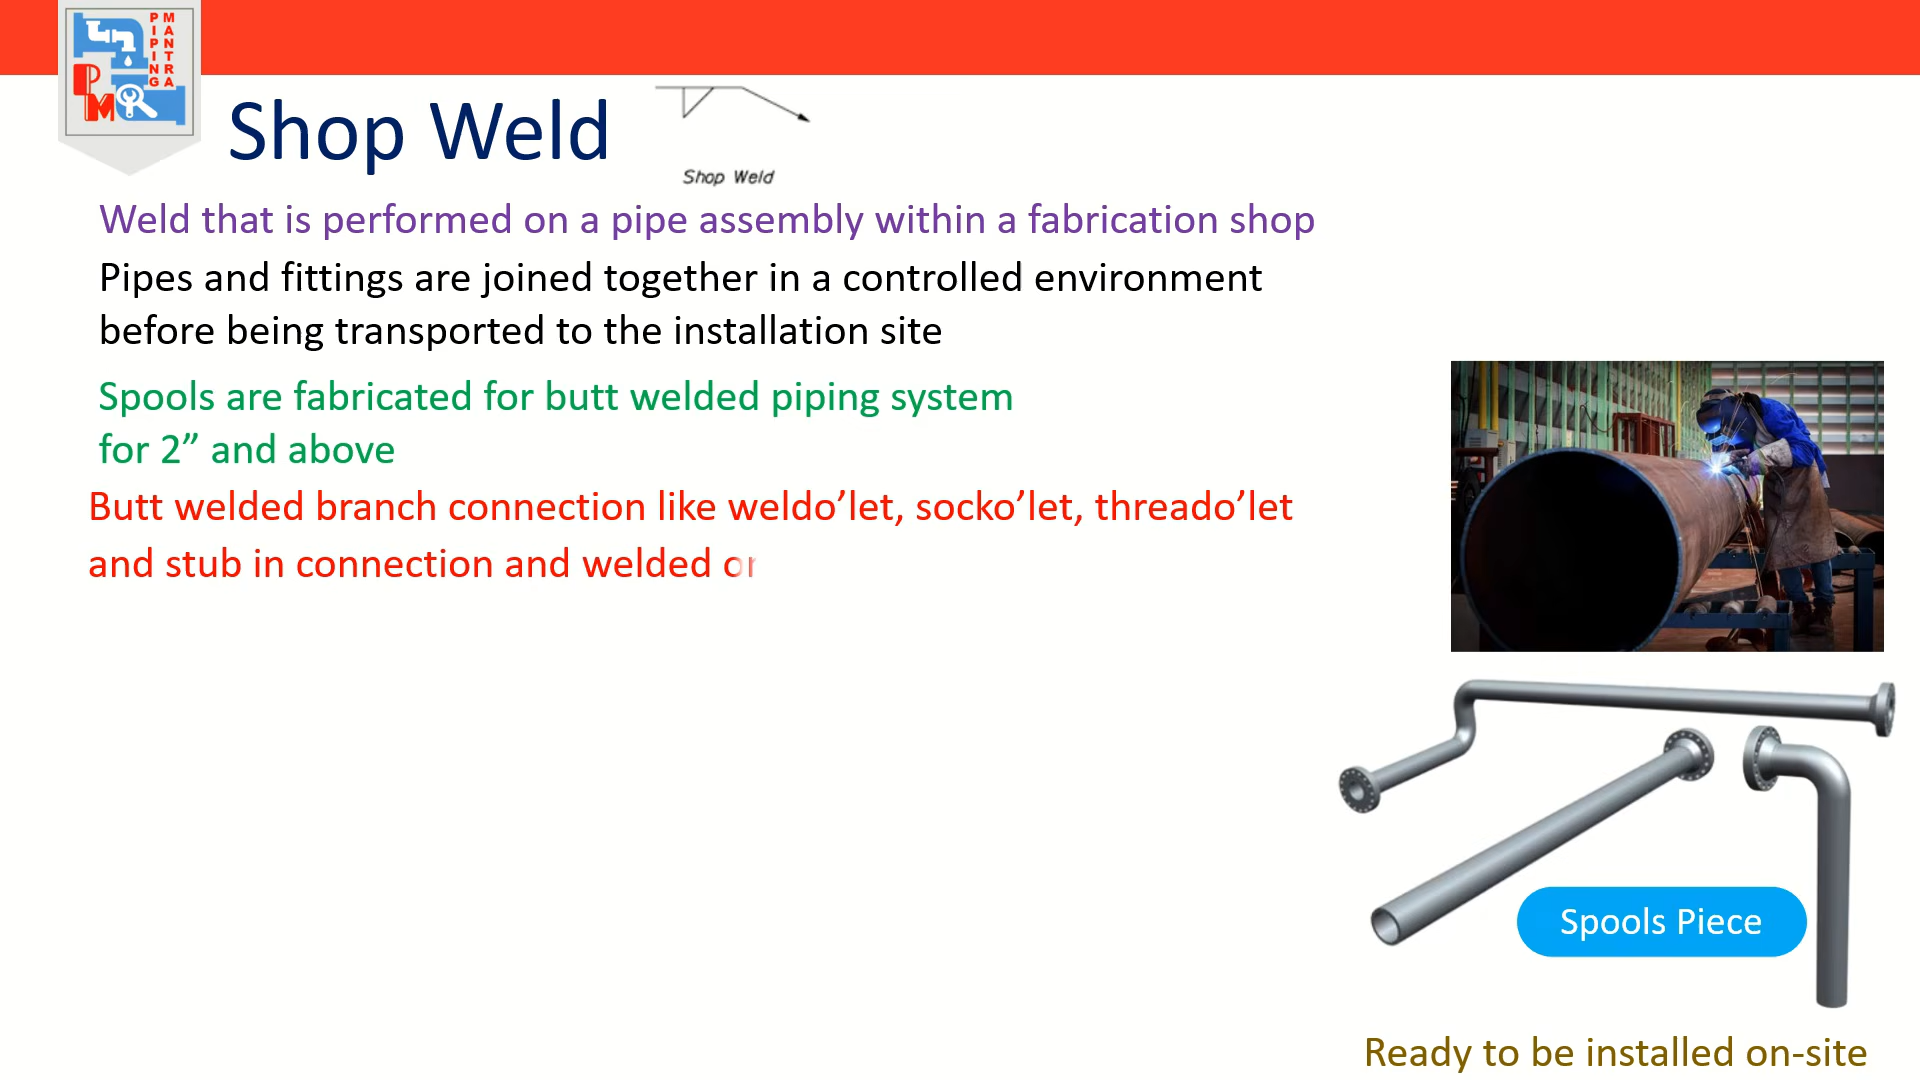 PIPING
MANTRA
PM
Shop Weld
Shop Weld
Weld that is performed on a pipe assembly within a fabrication shop
Pipes and fittings are joined together in a controlled environment
before being transported to the installation site
Spools are fabricated for butt welded piping system
for 2” and above
Butt welded branch connection like weldo’let, socko’let, threado’let
and stub in connection and welded
Spools Piece
Ready to be installed on-site